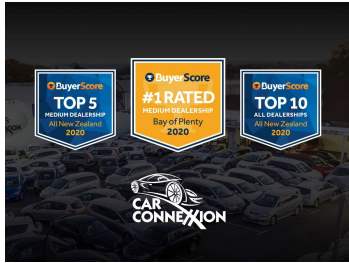 BuyerScore
TOP 5
MEDIUM DEALERSHIP
All New Zealand
2020
BuyerScore
#1 RATED
MEDIUM DEALERSHIP
Bay of Plenty
2020
BuyerScore
TOP 10
ALL DEALERSHIPS
All New Zealand
2020
CAR
CONNEXXION